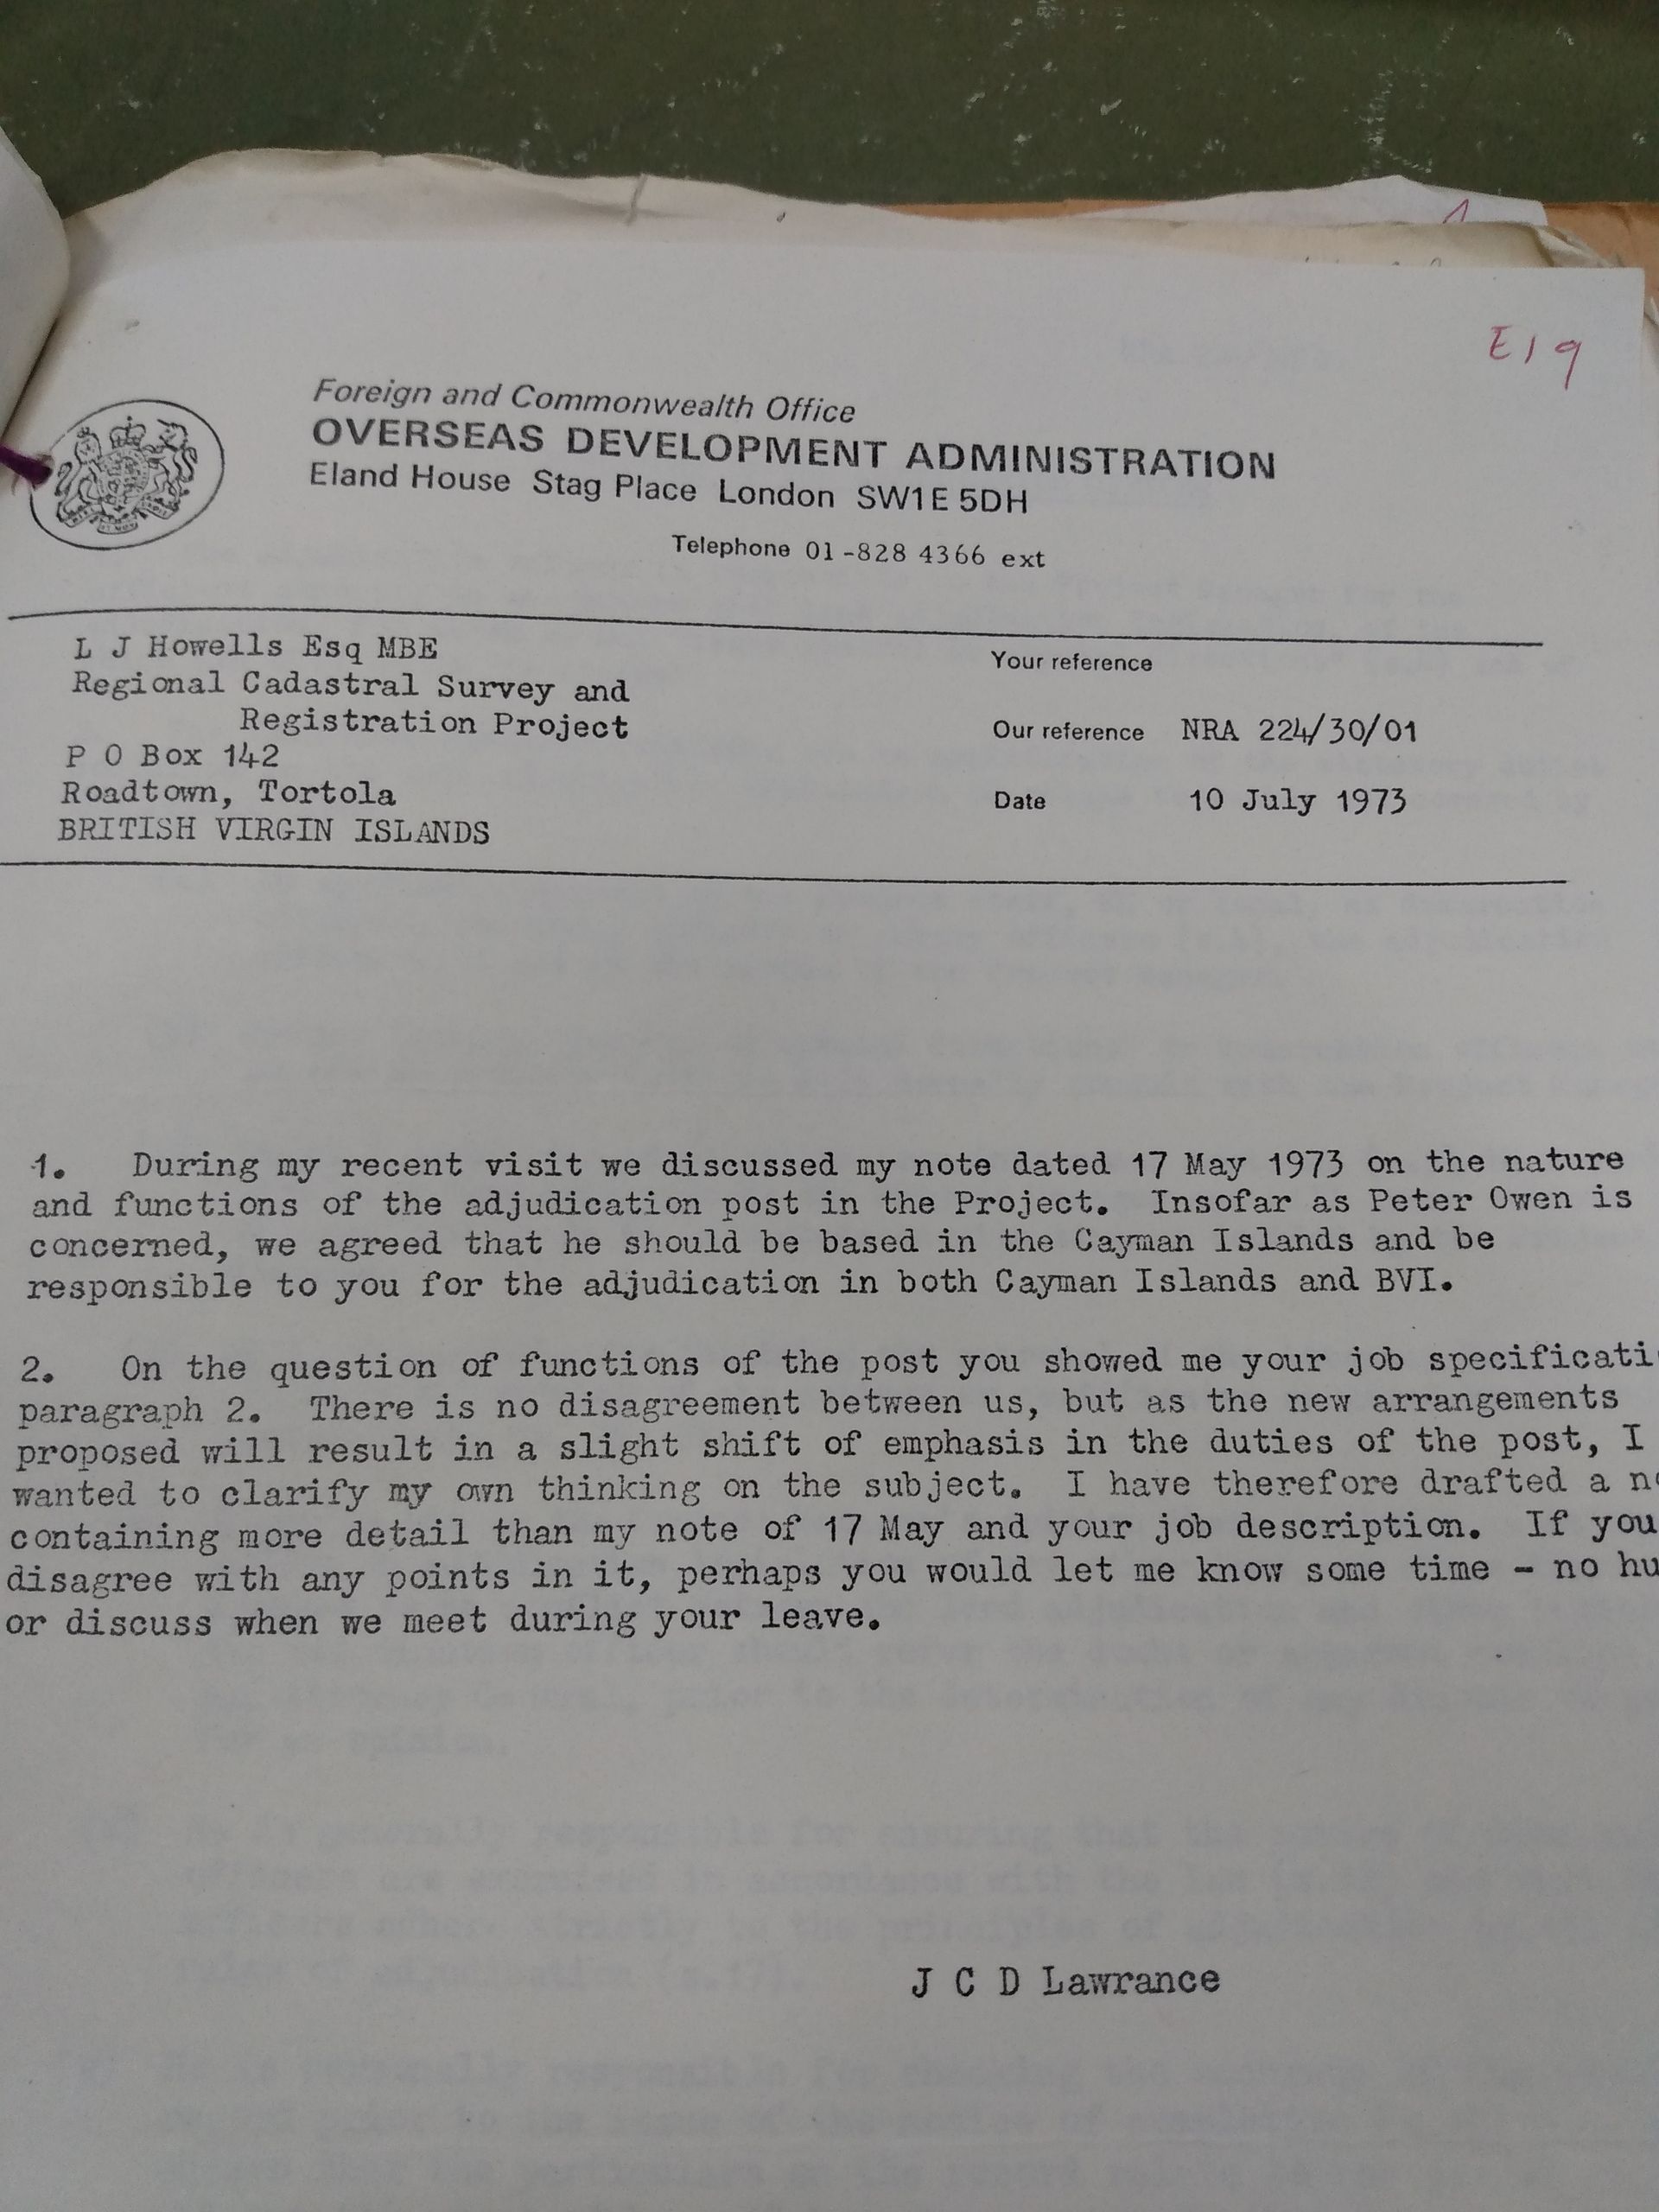 E19
Foreign and Commonwealth Office
OVERSEAS DEVELOPMENT ADMINISTRATION
Eland House Stag Place London SW1E 5DH
Telephone 01-828 4366 ext
L J Howells Esq MBE
Regional Cadastral Survey and
Registration Project
P O Box 142
Roadtown, Tortola
BRITISH VIRGIN ISLANDS
Your reference
Our reference NRA 224/30/01
Date 10 July 1973
1. During my recent visit we discussed my note dated 17 May 1973 on the nature
and functions of the adjudication post in the Project. Insofar as Peter Owen is
concerned, we agreed that he should be based in the Cayman Islands and be
responsible to you for the adjudication in both Cayman Islands and BVI.
2. On the question of functions of the post you showed me your job specificati
paragraph 2. There is no disagreement between us, but as the new arrangements
proposed will result in a slight shift of emphasis in the duties of the post, I
wanted to clarify my own thinking on the subject. I have therefore drafted a n
containing more detail than my note of 17 May and your job description. If you
disagree with any points in it, perhaps you would let me know some time - no hu
or discuss when we meet during your leave.
J C D Lawrance